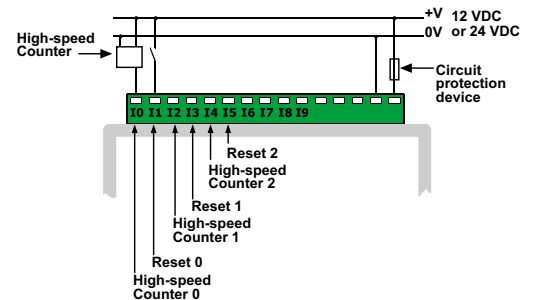 +V 12 VDC
0V or 24 VDC
High-speed
Counter
Circuit
protection
device
I0 I1 I2 I3 I4 I5 I6 I7 I8 I9
Reset 2
High-speed
Counter 2
Reset 1
High-speed
Counter 1
Reset 0
High-speed
Counter 0